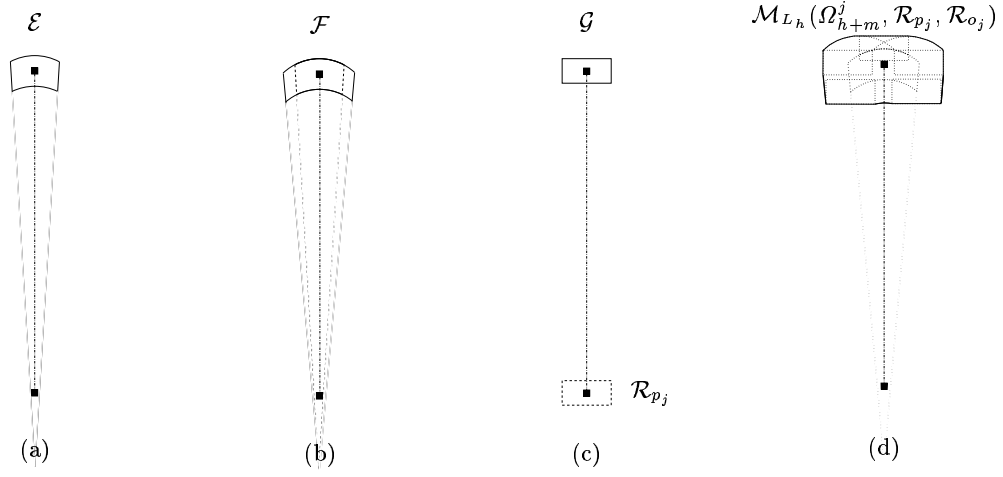 ℰ
ℱ
𝒢
ℳ_{L_h}(Ω^j_{h+m}, ℛ_{p_j}, ℛ_{o_j})
ℛ_{p_j}
(a)
(b)
(c)
(d)